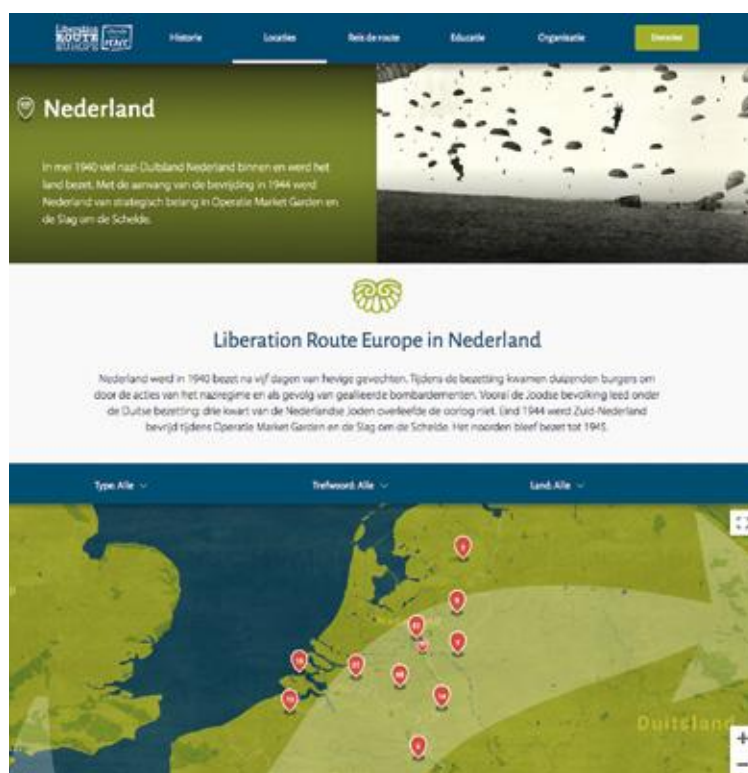 Liberation
ROUTE
EUROPE
Historie
Locaties
Reis de route
Educatie
Organisatie
Doneren
Nederland
In mei 1940 viel nazi-Duitsland Nederland binnen en werd het
land bezet. Met de aanvang van de bevrijding in 1944 werd
Nederland van strategisch belang in Operatie Market Garden en
de Slag om de Schelde.
Liberation Route Europe in Nederland
Nederland werd in 1940 bezet na vijf dagen van hevige gevechten. Tijdens de bezetting kwamen duizenden burgers om
door de acties van het naziregime en als gevolg van geallieerde bombardementen. Vooral de Joodse bevolking leed onder
de Duitse bezetting: drie kwart van de Nederlandse Joden overleefde de oorlog niet. Eind 1944 werd Zuid-Nederland
bevrijd tijdens Operatie Market Garden en de Slag om de Schelde. Het noorden bleef bezet tot 1945.
Type: Alle
Trefwoord: Alle
Land: Alle
Duitsland
+
−